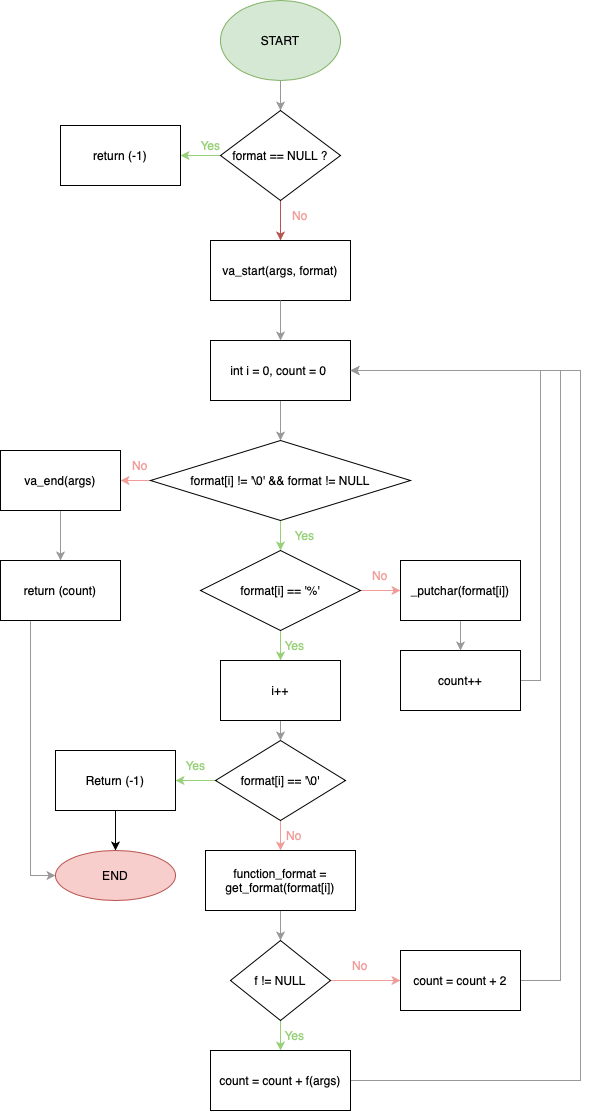 START
format == NULL ?
Yes
return (-1)
No
va_start(args, format)
int i = 0, count = 0
format[i] != '\0' && format != NULL
No
va_end(args)
return (count)
Yes
format[i] == '%'
No
_putchar(format[i])
count++
Yes
i++
format[i] == '\0'
Yes
Return (-1)
END
No
function_format =
get_format(format[i])
f != NULL
No
count = count + 2
Yes
count = count + f(args)